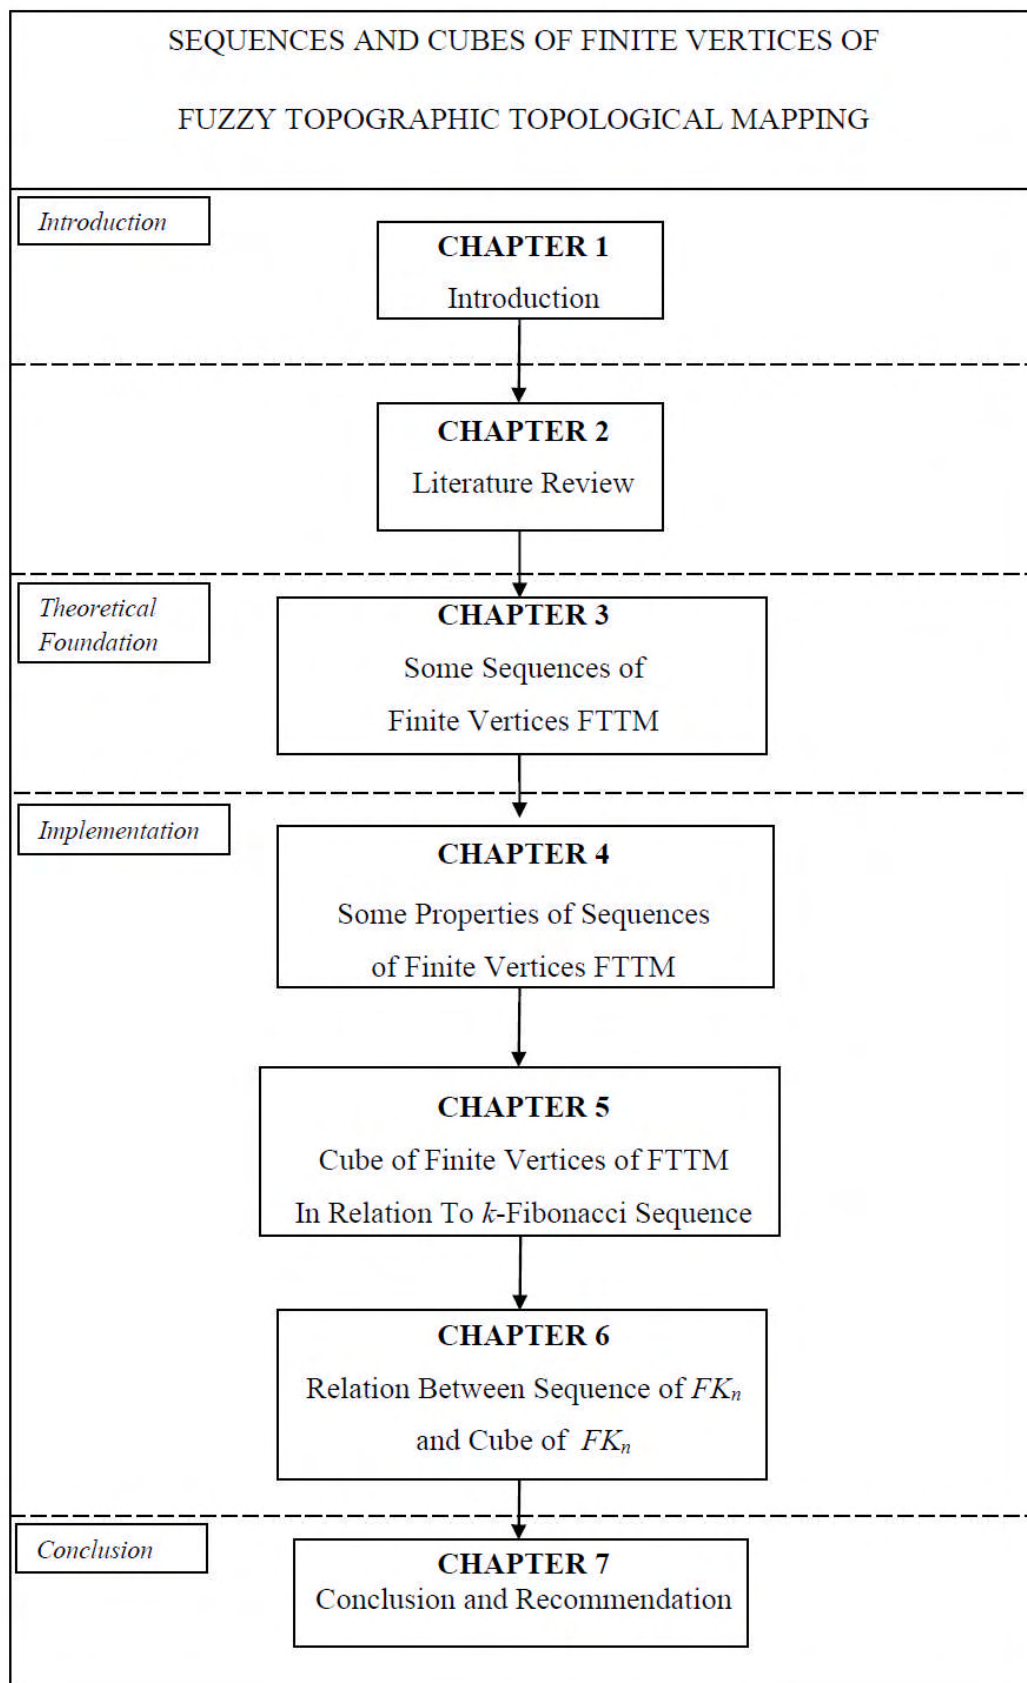 SEQUENCES AND CUBES OF FINITE VERTICES OF
FUZZY TOPOGRAPHIC TOPOLOGICAL MAPPING
Introduction
CHAPTER 1
Introduction
CHAPTER 2
Literature Review
Theoretical
Foundation
CHAPTER 3
Some Sequences of
Finite Vertices FTTM
Implementation
CHAPTER 4
Some Properties of Sequences
of Finite Vertices FTTM
CHAPTER 5
Cube of Finite Vertices of FTTM
In Relation To k-Fibonacci Sequence
CHAPTER 6
Relation Between Sequence of FKₙ
and Cube of FKₙ
Conclusion
CHAPTER 7
Conclusion and Recommendation